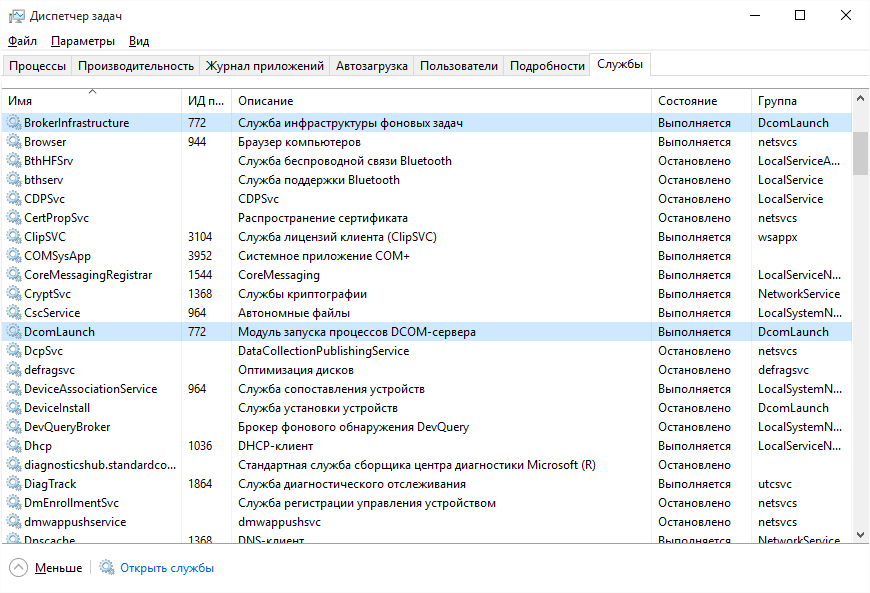 Диспетчер задач
Файл Параметры Вид
Процессы Производительность Журнал приложений Автозагрузка Пользователи Подробности Службы
Имя ИД п... Описание Состояние Группа
BrokerInfrastructure 772 Служба инфраструктуры фоновых задач Выполняется DcomLaunch
Browser 944 Браузер компьютеров Выполняется netsvcs
BthHFSrv Служба беспроводной связи Bluetooth Остановлено LocalServiceA...
bthserv Служба поддержки Bluetooth Остановлено LocalService
CDPSvc CDPSvc Остановлено LocalService
CertPropSvc Распространение сертификата Остановлено netsvcs
ClipSVC 3104 Служба лицензий клиента (ClipSVC) Выполняется wsappx
COMSysApp 3952 Системное приложение COM+ Выполняется
CoreMessagingRegistrar 1544 CoreMessaging Выполняется LocalServiceN...
CryptSvc 1368 Службы криптографии Выполняется NetworkService
CscService 964 Автономные файлы Выполняется LocalSystemN...
DcomLaunch 772 Модуль запуска процессов DCOM-сервера Выполняется DcomLaunch
DcpSvc DataCollectionPublishingService Остановлено netsvcs
defragsvc Оптимизация дисков Остановлено defragsvc
DeviceAssociationService 964 Служба сопоставления устройств Выполняется LocalSystemN...
DeviceInstall Служба установки устройств Остановлено DcomLaunch
DevQueryBroker Брокер фонового обнаружения DevQuery Остановлено LocalSystemN...
Dhcp 1036 DHCP-клиент Выполняется LocalServiceN...
diagnosticshub.standardco... Стандартная служба сборщика центра диагностики Microsoft (R) Остановлено
DiagTrack 1864 Служба диагностического отслеживания Выполняется utcsvc
DmEnrollmentSvc Служба регистрации управления устройством Остановлено netsvcs
dmwappushservice dmwappushsvc Остановлено netsvcs
Dnscache 1368 DNS-клиент Выполняется NetworkService
Меньше Открыть службы